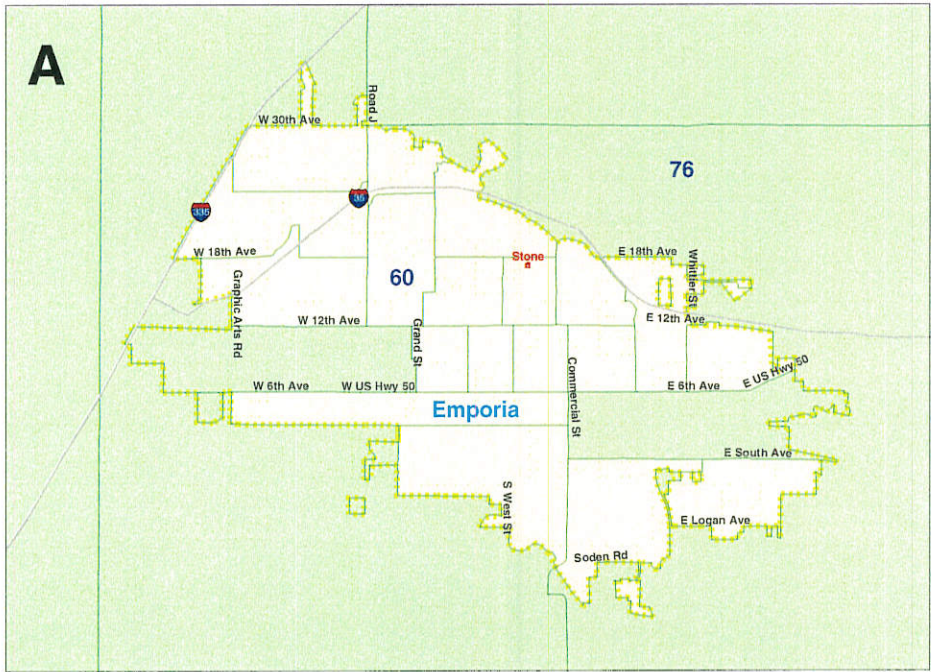 A
Road J
W 30th Ave
76
35
335
W 18th Ave
E 18th Ave
Stone
Whittier St
60
Graphic Arts Rd
W 12th Ave
E 12th Ave
Grand St
Commercial St
E US Hwy 50
W 6th Ave
W US Hwy 50
E 6th Ave
Emporia
E South Ave
S West St
E Logan Ave
Soden Rd